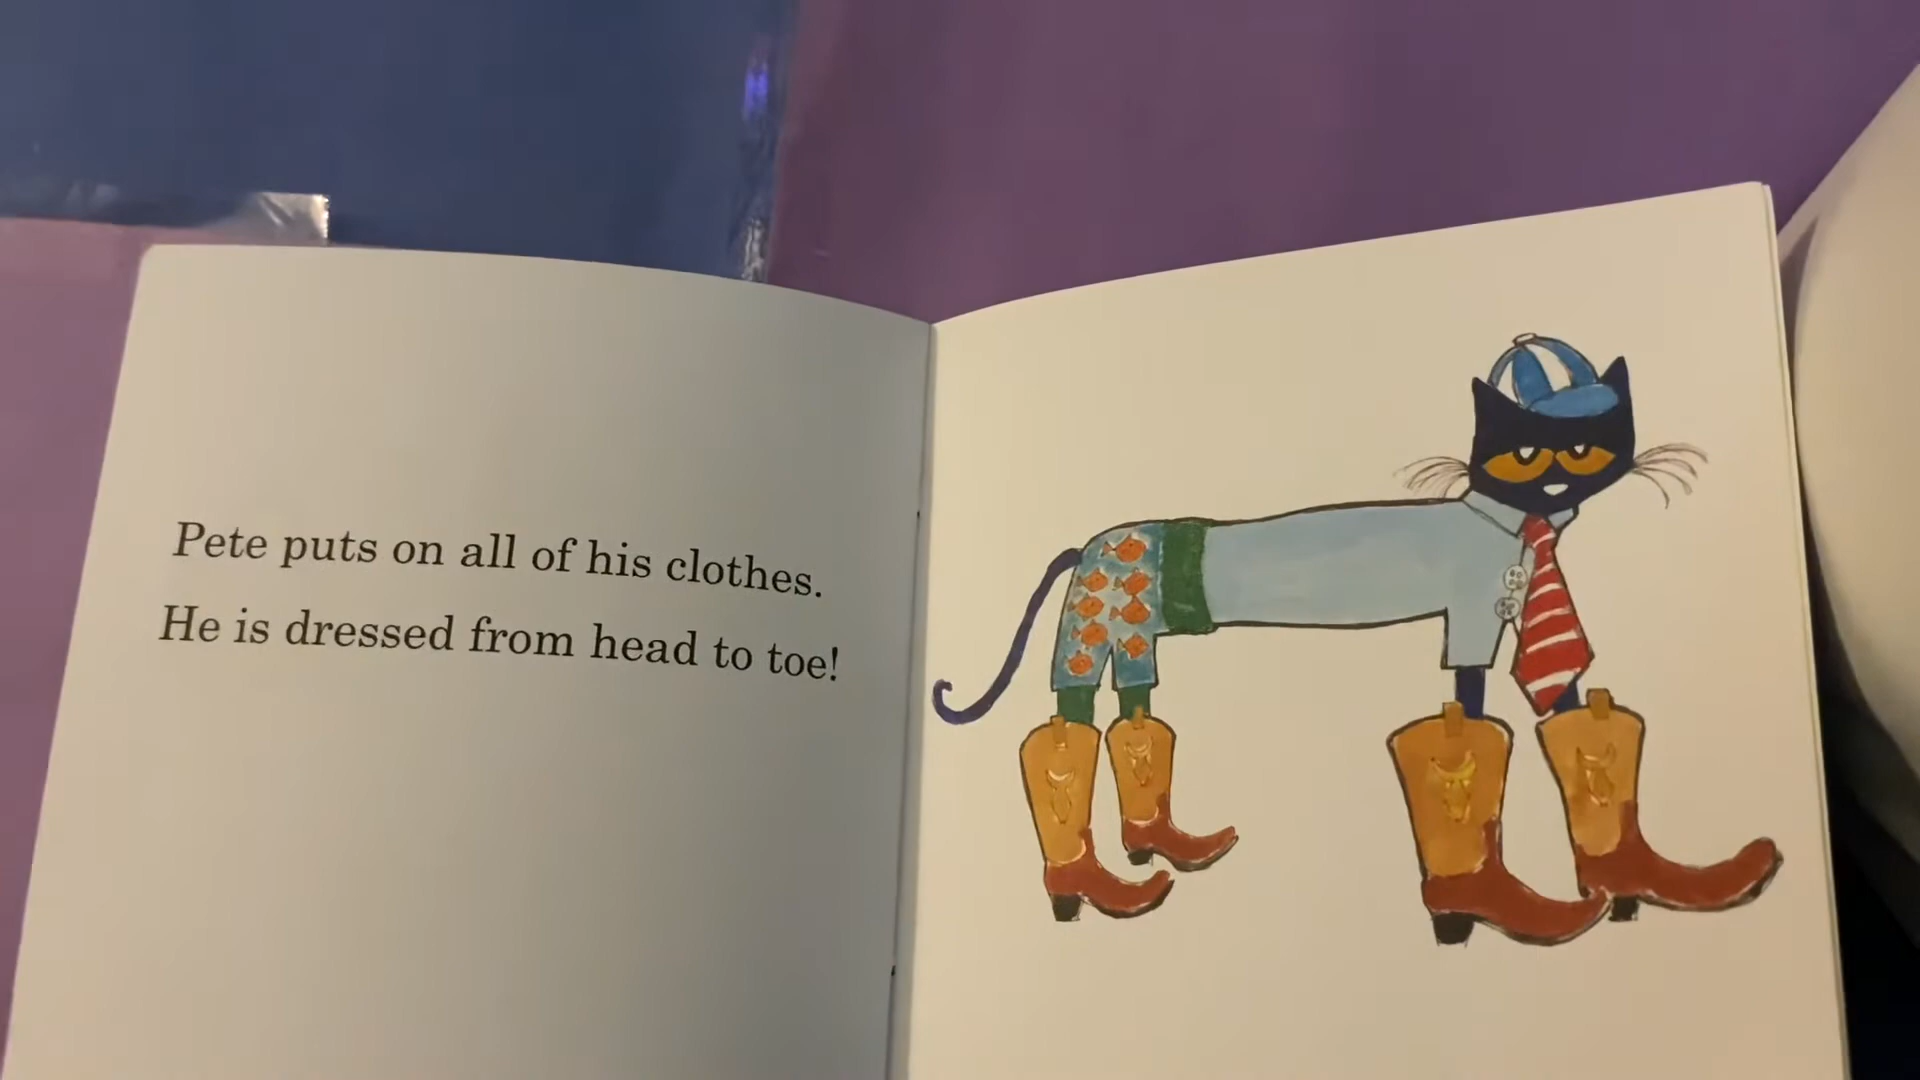 Pete puts on all of his clothes.
He is dressed from head to toe!